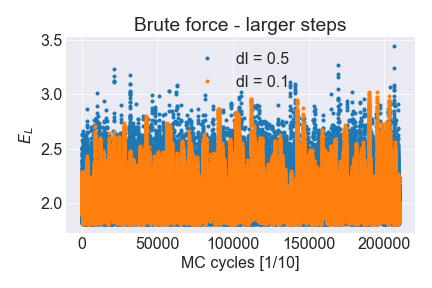 Brute force - larger steps
3.5
3.0
2.5
2.0
E_L
dl = 0.5
dl = 0.1
0 50000 100000 150000 200000
MC cycles [1/10]